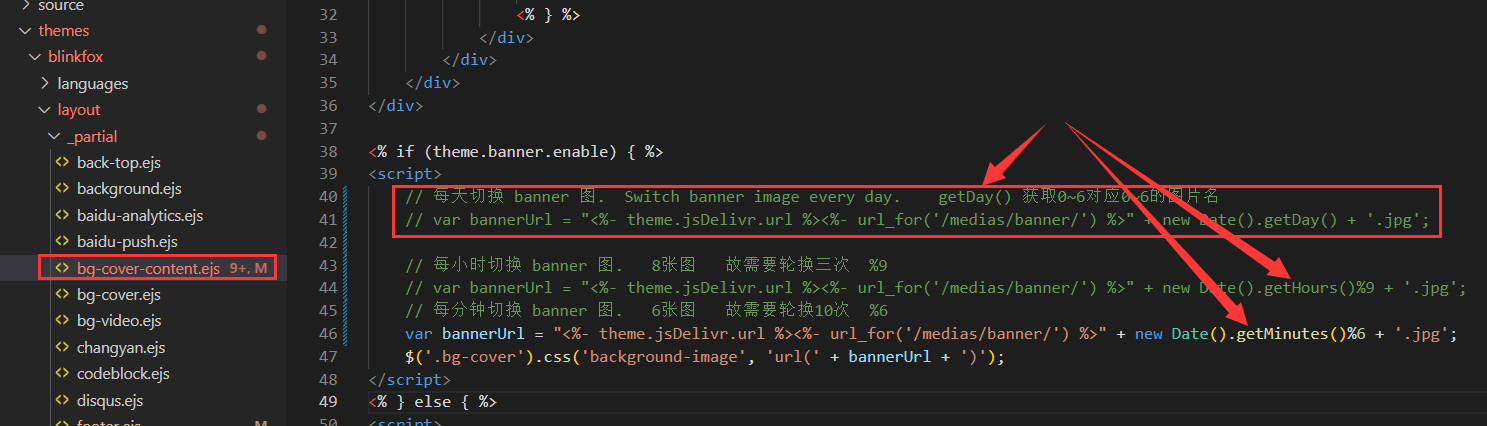 source
themes
blinkfox
languages
layout
_partial
back-top.ejs
background.ejs
baidu-analytics.ejs
baidu-push.ejs
bg-cover-content.ejs 9+, M
bg-cover.ejs
bg-video.ejs
changyan.ejs
codeblock.ejs
disqus.ejs
footer.ejs M
32 <% } %>
33 </div>
34 </div>
35 </div>
36 </div>
37
38 <% if (theme.banner.enable) { %>
39 <script>
40 // 每天切换 banner 图. Switch banner image every day. getDay() 获取0~6对应0~6的图片名
41 // var bannerUrl = "<%- theme.jsDelivr.url %><%- url_for('/medias/banner/') %>" + new Date().getDay() + '.jpg';
42
43 // 每小时切换 banner 图. 8张图 故需要轮换三次 %9
44 // var bannerUrl = "<%- theme.jsDelivr.url %><%- url_for('/medias/banner/') %>" + new Date().getHours()%9 + '.jpg';
45 // 每分钟切换 banner 图. 6张图 故需要轮换10次 %6
46 var bannerUrl = "<%- theme.jsDelivr.url %><%- url_for('/medias/banner/') %>" + new Date().getMinutes()%6 + '.jpg';
47 $('.bg-cover').css('background-image', 'url(' + bannerUrl + ')');
48 </script>
49 <% } else { %>
50 <script>